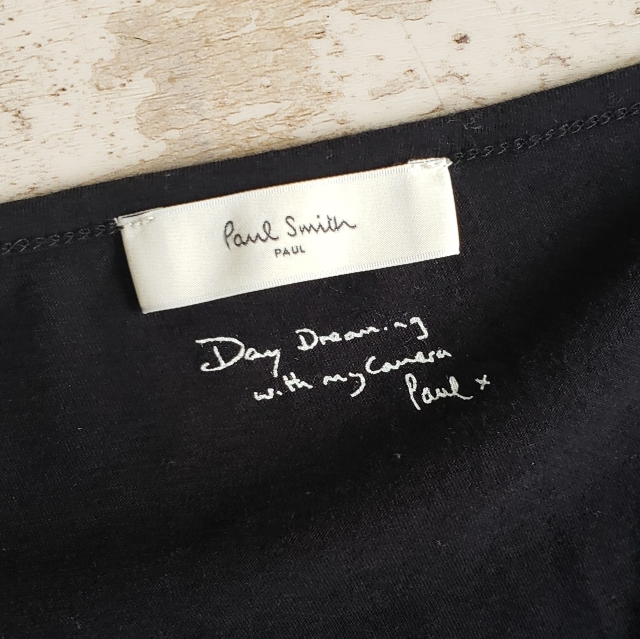 Paul Smith
PAUL
Day Dreaming
with my Camera
Paul x